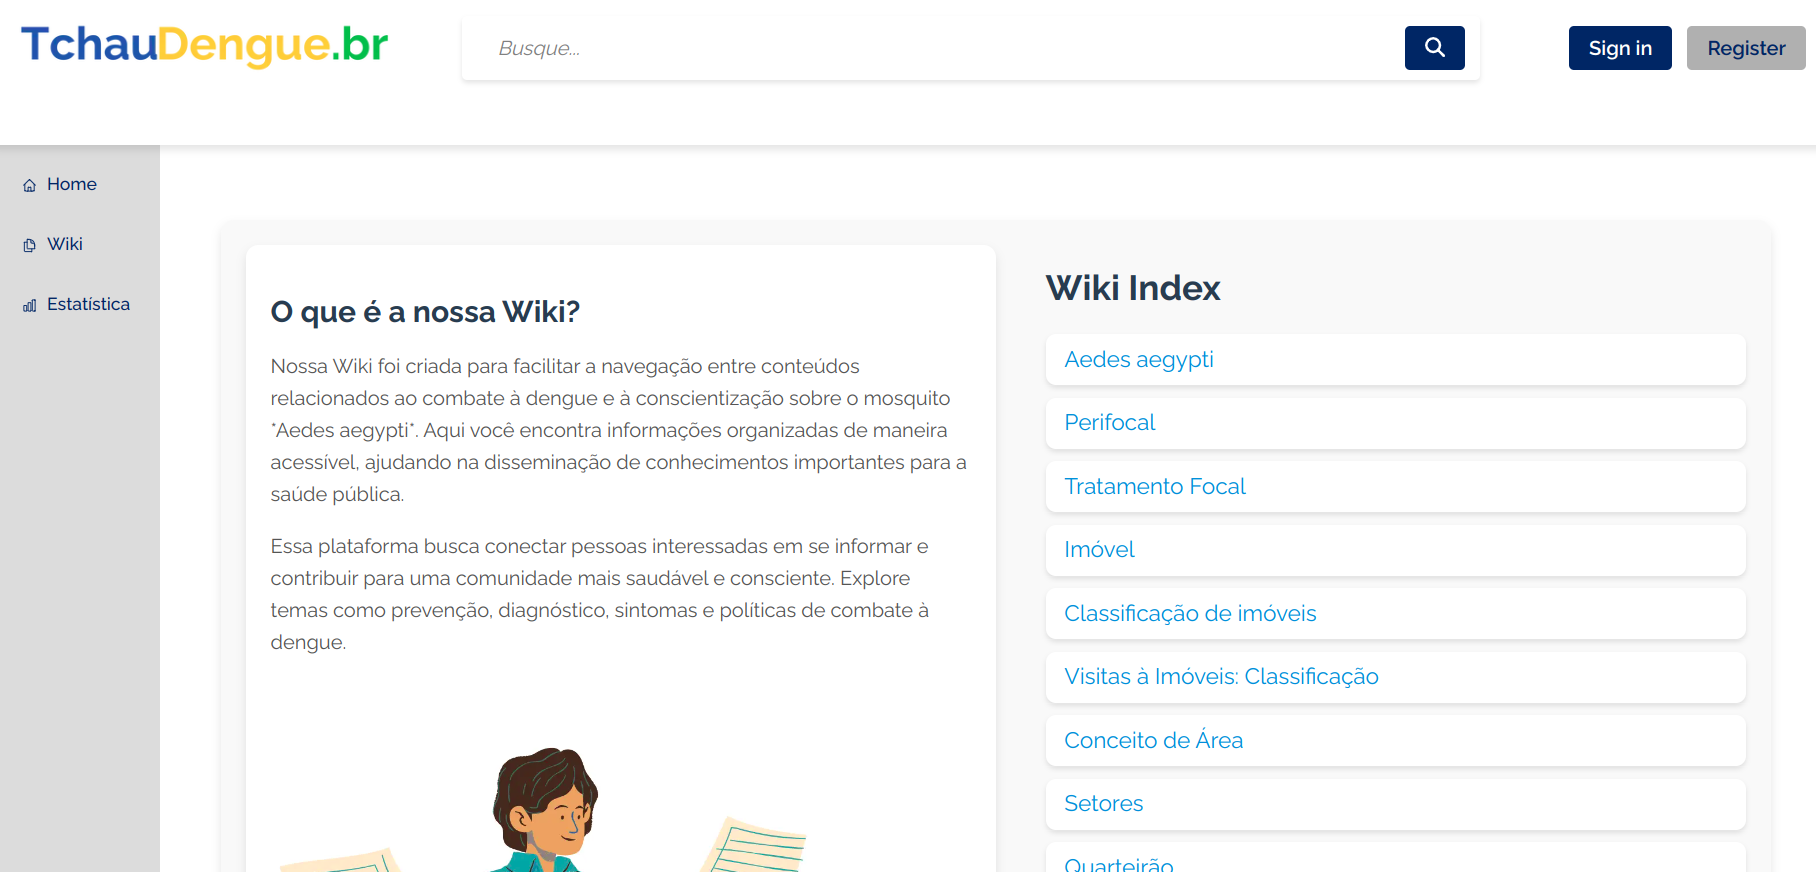 TchauDengue.br
Busque...
Sign in
Register
Home
Wiki
Estatística
O que é a nossa Wiki?
Nossa Wiki foi criada para facilitar a navegação entre conteúdos
relacionados ao combate à dengue e à conscientização sobre o mosquito
*Aedes aegypti*. Aqui você encontra informações organizadas de maneira
acessível, ajudando na disseminação de conhecimentos importantes para a
saúde pública.
Essa plataforma busca conectar pessoas interessadas em se informar e
contribuir para uma comunidade mais saudável e consciente. Explore
temas como prevenção, diagnóstico, sintomas e políticas de combate à
dengue.
Wiki Index
Aedes aegypti
Perifocal
Tratamento Focal
Imóvel
Classificação de imóveis
Visitas à Imóveis: Classificação
Conceito de Área
Setores
Quarteirão